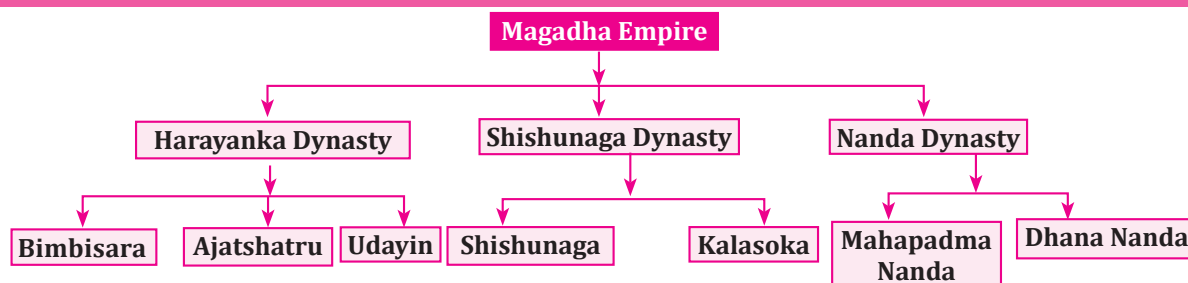 Magadha Empire
Harayanka Dynasty
Shishunaga Dynasty
Nanda Dynasty
Bimbisara
Ajatshatru
Udayin
Shishunaga
Kalasoka
Mahapadma
Nanda
Dhana Nanda